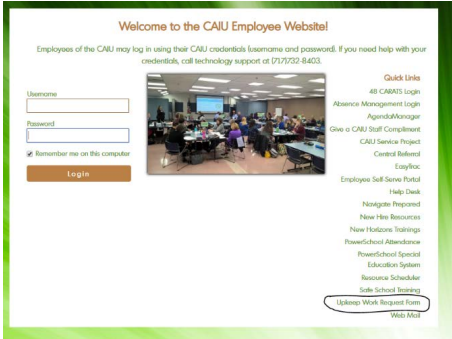 Welcome to the CAIU Employee Website!
Employees of the CAIU may log in using their CAIU credentials (username and password). If you need help with your
credentials, call technology support at (717)732-8403.
Username
Password
Remember me on this computer
Login
Quick Links
48 CARATS Login
Absence Management Login
AgendaManager
Give a CAIU Staff Compliment
CAIU Service Project
Central Referral
EasyTrac
Employee Self-Serve Portal
Help Desk
Navigate Prepared
New Hire Resources
New Horizons Trainings
PowerSchool Attendance
PowerSchool Special
Education System
Resource Scheduler
Safe School Training
Upkeep Work Request Form
Web Mail